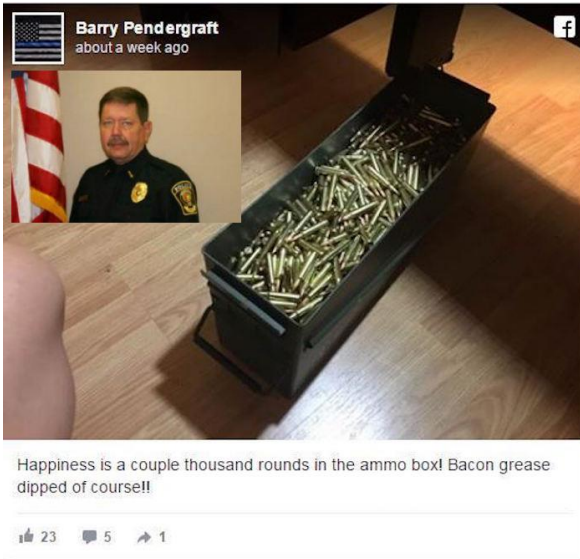 Barry Pendergraft
about a week ago
f
Happiness is a couple thousand rounds in the ammo box! Bacon grease
dipped of course!!
23 5 1